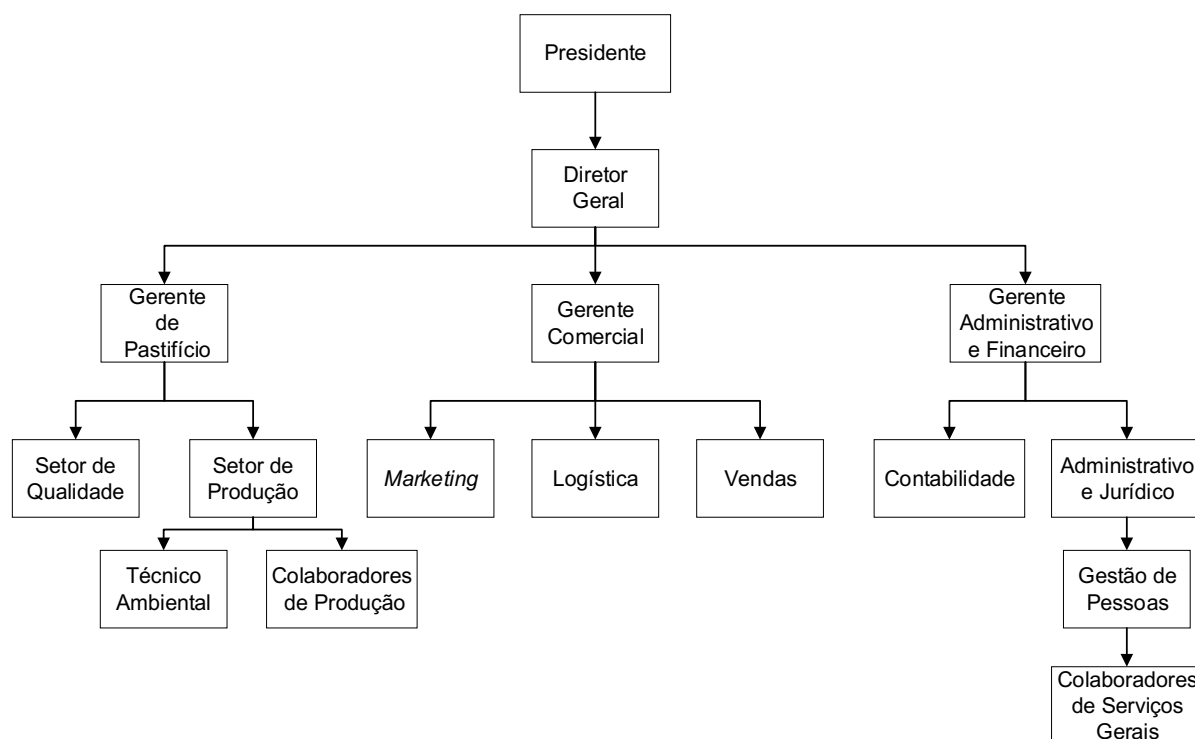 Presidente
Diretor
Geral
Gerente
de
Pastifício
Gerente
Comercial
Gerente
Administrativo
e Financeiro
Setor de
Qualidade
Setor de
Produção
Marketing
Logística
Vendas
Contabilidade
Administrativo
e Jurídico
Técnico
Ambiental
Colaboradores
de Produção
Gestão de
Pessoas
Colaboradores
de Serviços
Gerais